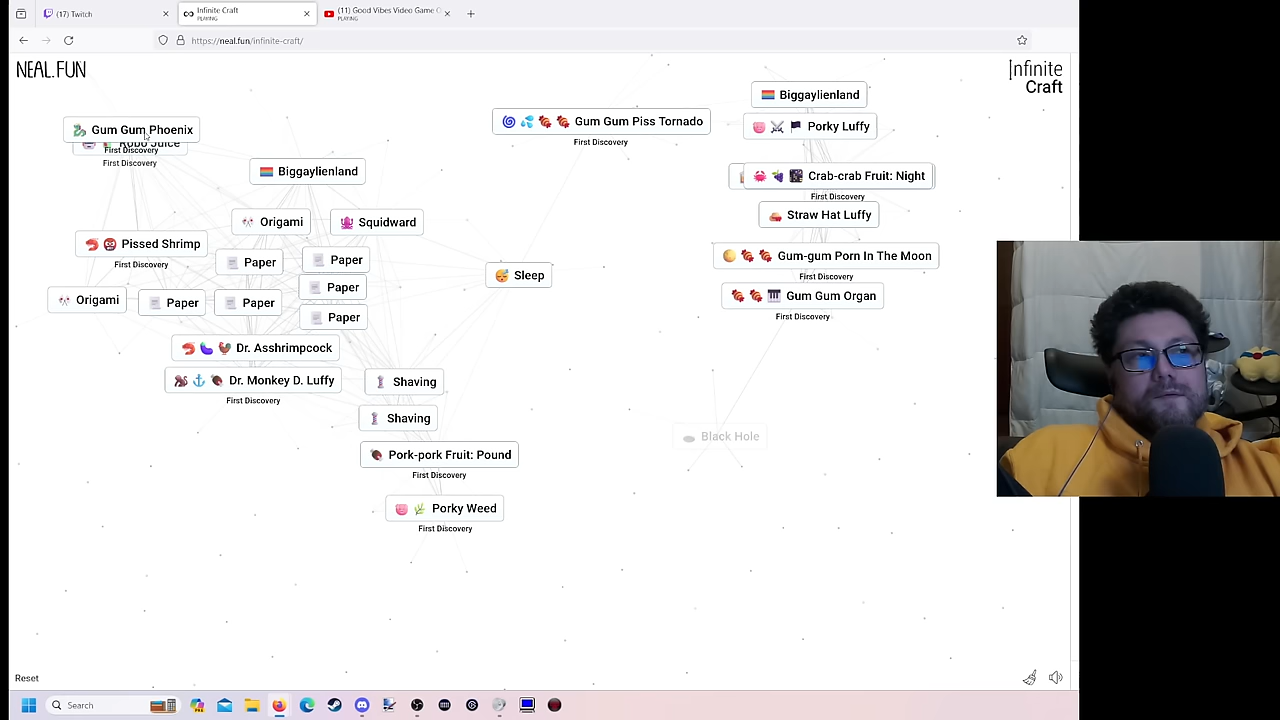 (17) Twitch
Infinite Craft
PLAYING
(11) Good Vibes Video Game
PLAYING
https://neal.fun/infinite-craft/
NEAL.FUN
Infinite
Craft
Biggaylienland
Gum Gum Phoenix
Robo Juice
First Discovery
First Discovery
Gum Gum Piss Tornado
First Discovery
Porky Luffy
Biggaylienland
Crab-crab Fruit: Night
First Discovery
Origami
Squidward
Straw Hat Luffy
Pissed Shrimp
First Discovery
Paper
Paper
Gum-gum Porn In The Moon
First Discovery
Sleep
Paper
Origami
Paper
Paper
Gum Gum Organ
First Discovery
Paper
Dr. Asshrimpcock
Dr. Monkey D. Luffy
First Discovery
Shaving
Shaving
Black Hole
Pork-pork Fruit: Pound
First Discovery
Porky Weed
First Discovery
Reset
Search